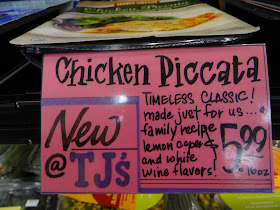 Chicken Piccata
New
@ TJ's
TIMELESS CLASSIC!
made just for us...a
family recipe
lemon caper
and white
wine flavors!
$5.99
16oz